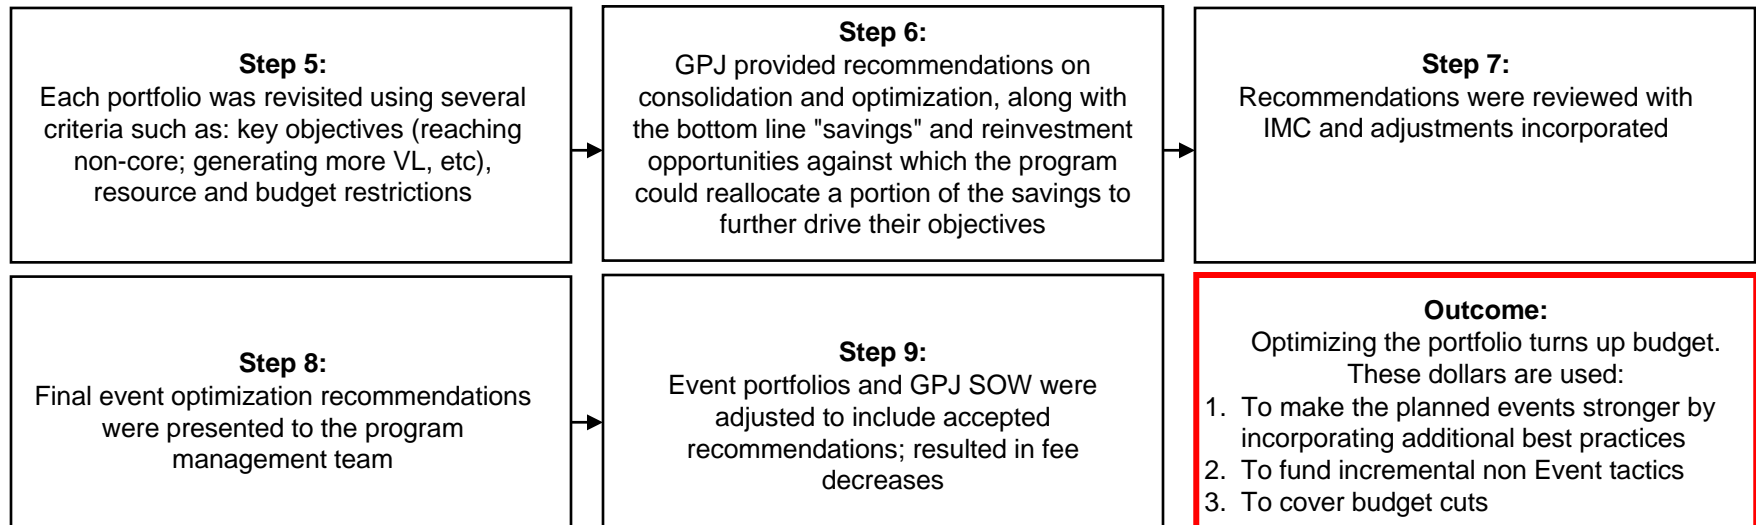 Step 5:
Each portfolio was revisited using several
criteria such as: key objectives (reaching
non-core; generating more VL, etc),
resource and budget restrictions
Step 6:
GPJ provided recommendations on
consolidation and optimization, along with
the bottom line "savings" and reinvestment
opportunities against which the program
could reallocate a portion of the savings to
further drive their objectives
Step 7:
Recommendations were reviewed with
IMC and adjustments incorporated
Step 8:
Final event optimization recommendations
were presented to the program
management team
Step 9:
Event portfolios and GPJ SOW were
adjusted to include accepted
recommendations; resulted in fee
decreases
Outcome:
Optimizing the portfolio turns up budget.
These dollars are used:
1. To make the planned events stronger by
incorporating additional best practices
2. To fund incremental non Event tactics
3. To cover budget cuts